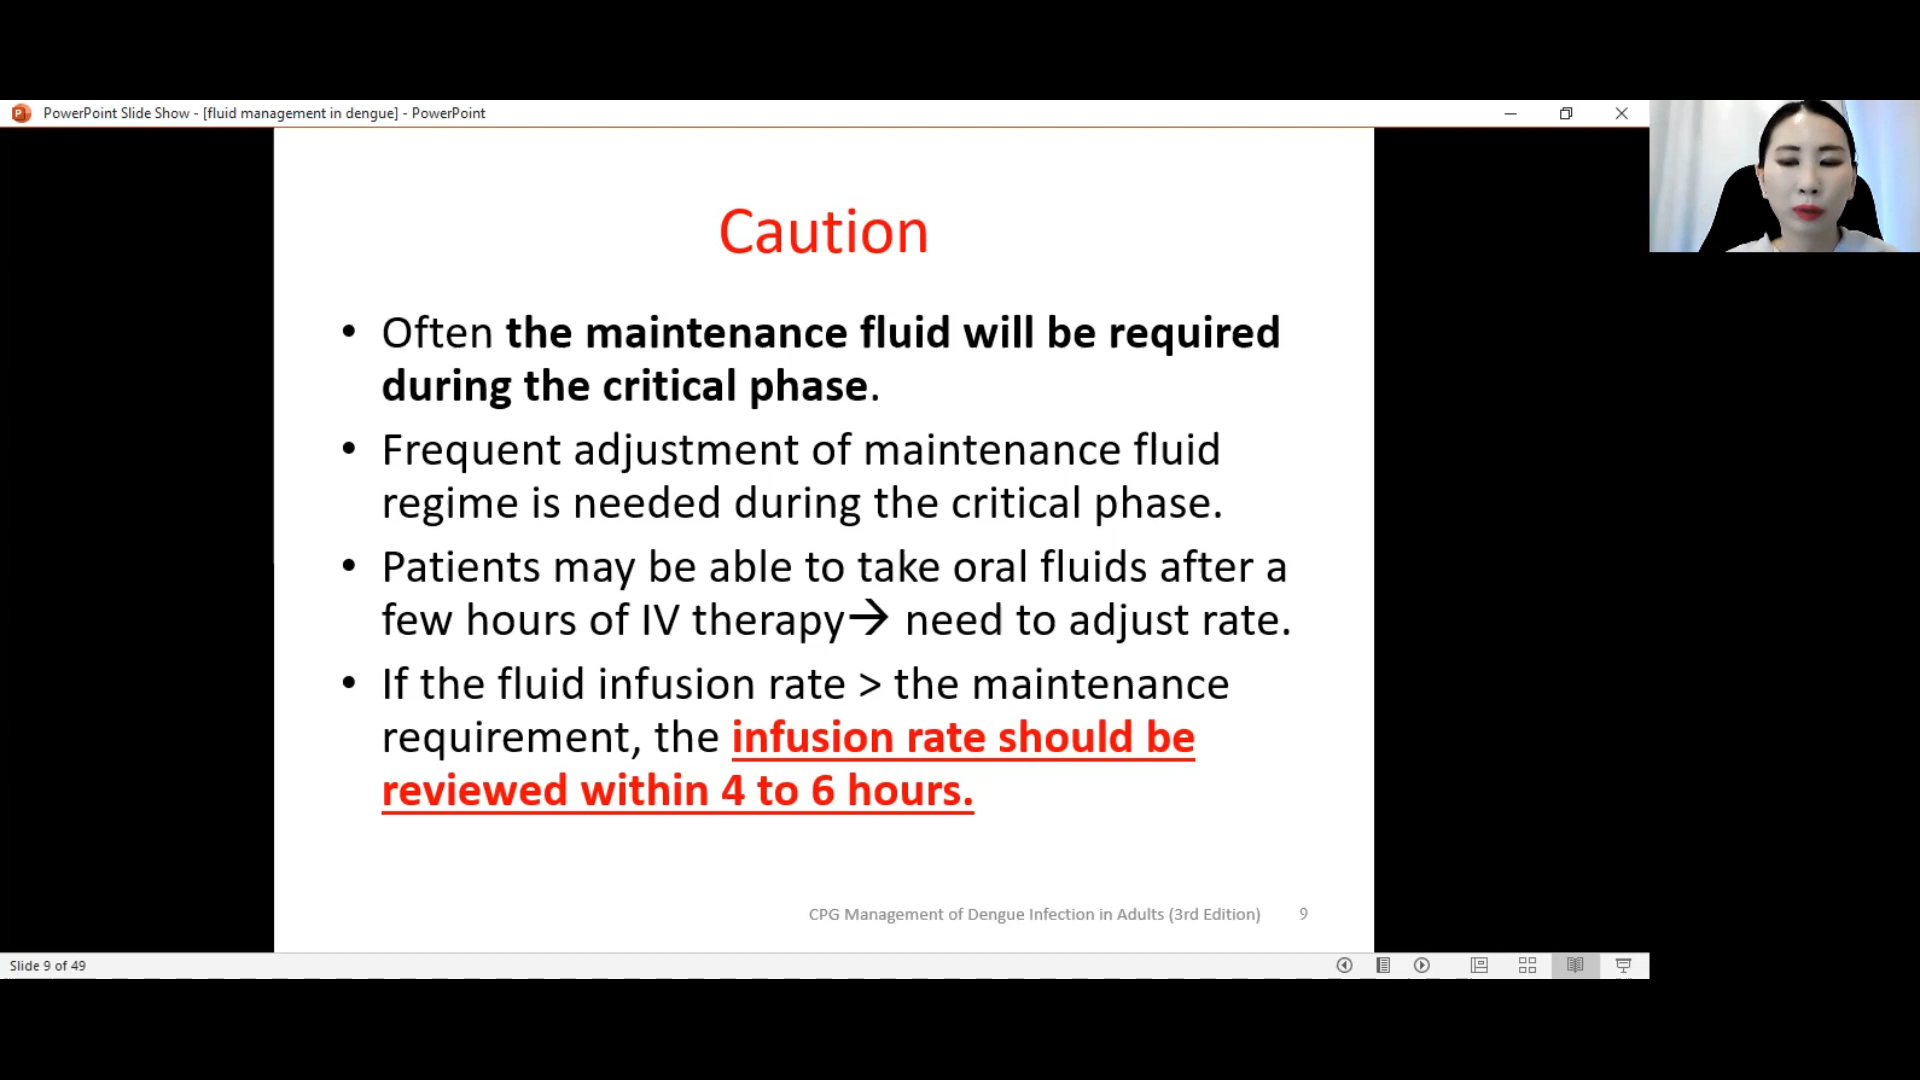 PowerPoint Slide Show - [fluid management in dengue] - PowerPoint
Caution
• Often the maintenance fluid will be required
during the critical phase.
• Frequent adjustment of maintenance fluid
regime is needed during the critical phase.
• Patients may be able to take oral fluids after a
few hours of IV therapy→ need to adjust rate.
• If the fluid infusion rate > the maintenance
requirement, the infusion rate should be
reviewed within 4 to 6 hours.
CPG Management of Dengue Infection in Adults (3rd Edition) 9
Slide 9 of 49